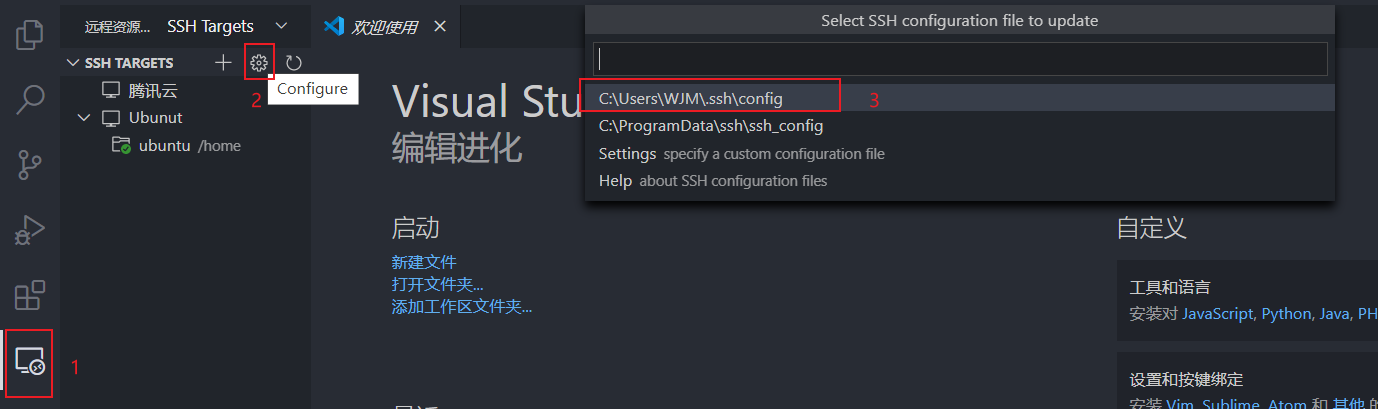 远程资源... SSH Targets
欢迎使用
Select SSH configuration file to update
SSH TARGETS
2
Configure
腾讯云
Ubunut
ubuntu /home
Visual Stu
编辑进化
C:\Users\WJM\.ssh\config
3
C:\ProgramData\ssh\ssh_config
Settings specify a custom configuration file
Help about SSH configuration files
启动
新建文件
打开文件夹...
添加工作区文件夹...
自定义
工具和语言
安装对 JavaScript, Python, Java, PH
1
设置和按键绑定
安装 Vim, Sublime, Atom 和 其他 的